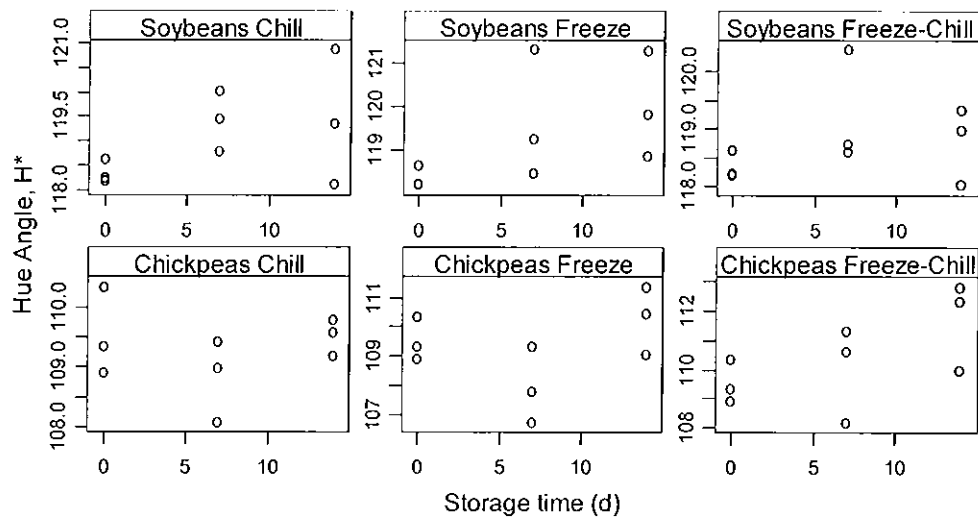 Soybeans Chill
Soybeans Freeze
Soybeans Freeze-Chill
118.0 119.5 121.0
119 120 121
118.0 119.0 120.0
0 5 10
0 5 10
0 5 10
Hue Angle, H*
Chickpeas Chill
Chickpeas Freeze
Chickpeas Freeze-Chill
108.0 109.0 110.0
107 109 111
108 110 112
0 5 10
0 5 10
0 5 10
Storage time (d)